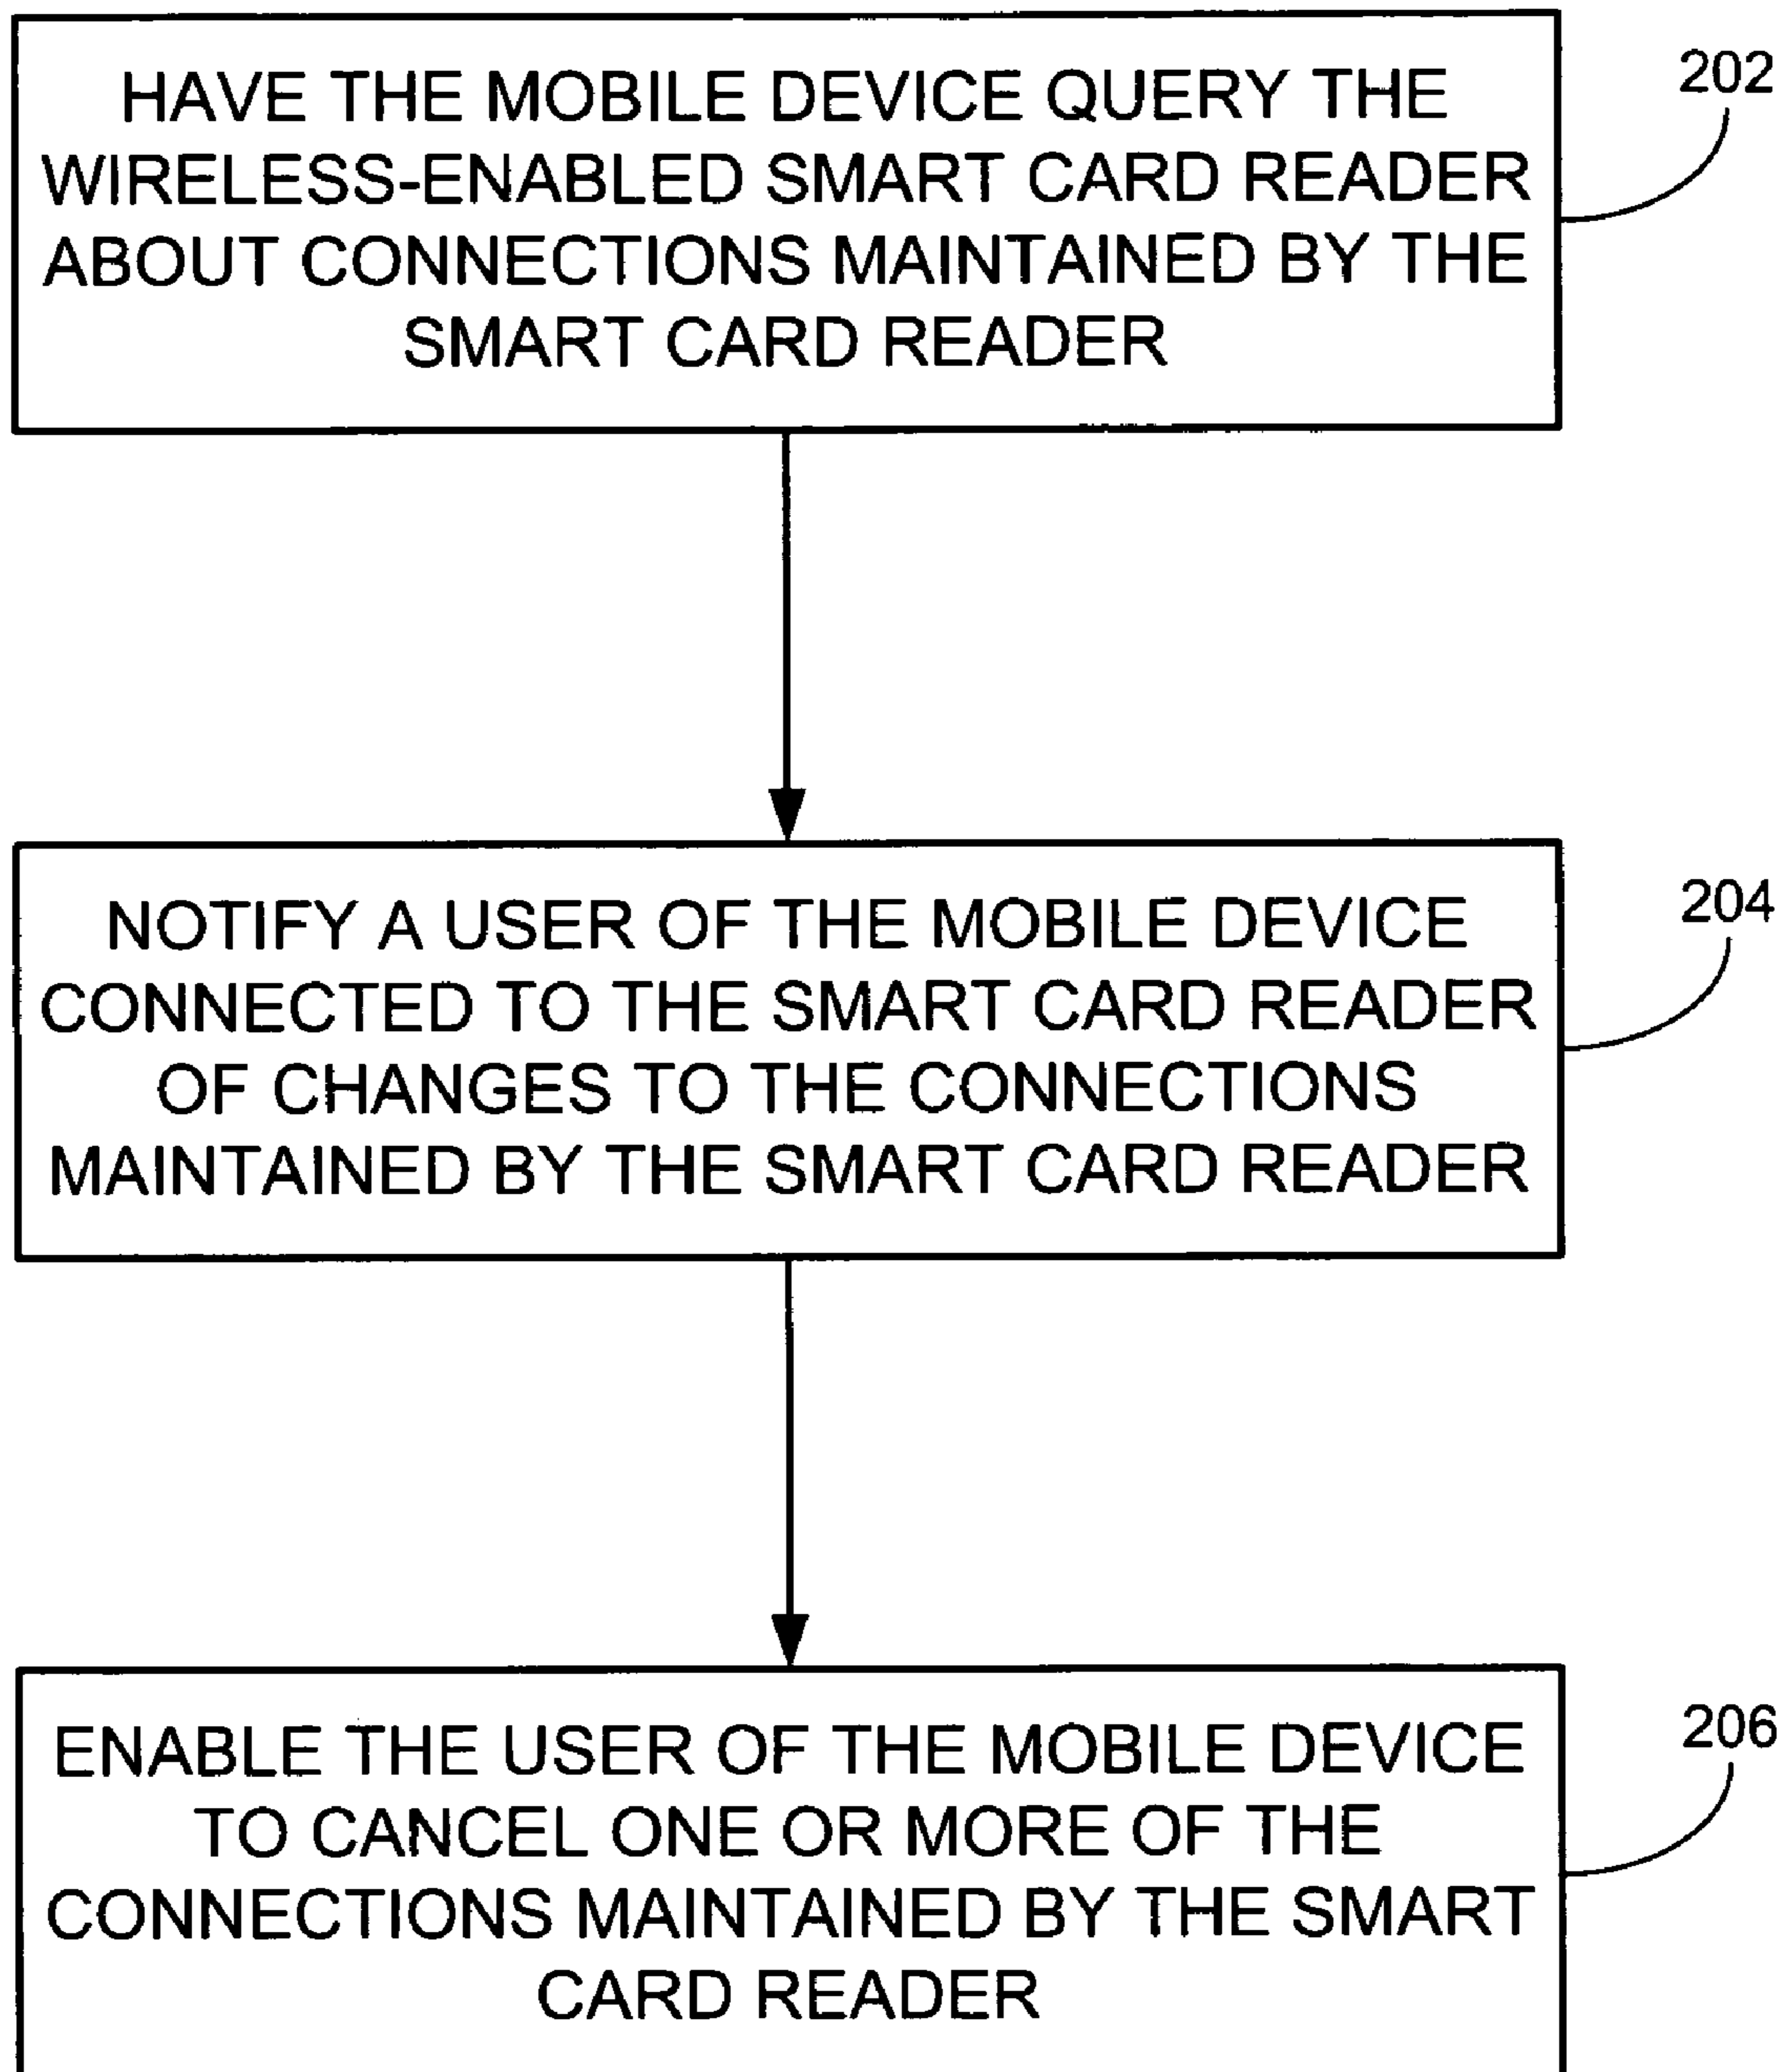 HAVE THE MOBILE DEVICE QUERY THE
WIRELESS-ENABLED SMART CARD READER
ABOUT CONNECTIONS MAINTAINED BY THE
SMART CARD READER
202
NOTIFY A USER OF THE MOBILE DEVICE
CONNECTED TO THE SMART CARD READER
OF CHANGES TO THE CONNECTIONS
MAINTAINED BY THE SMART CARD READER
204
ENABLE THE USER OF THE MOBILE DEVICE
TO CANCEL ONE OR MORE OF THE
CONNECTIONS MAINTAINED BY THE SMART
CARD READER
206